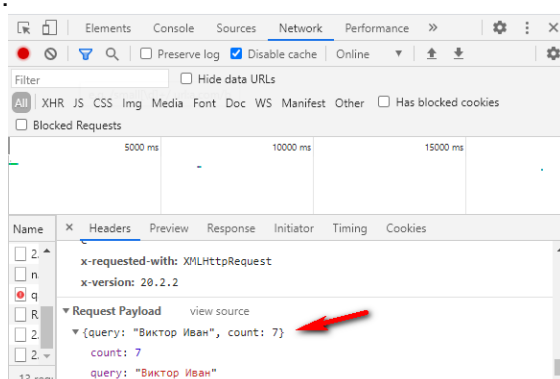 Elements Console Sources Network Performance »
Preserve log Disable cache Online
Filter Hide data URLs
All XHR JS CSS Img Media Font Doc WS Manifest Other Has blocked cookies
Blocked Requests
5000 ms 10000 ms 15000 ms
Name × Headers Preview Response Initiator Timing Cookies
2.
x-requested-with: XMLHttpRequest
n.
x-version: 20.2.2
q
R
Request Payload view source
2.
{query: "Виктор Иван", count: 7}
2.
count: 7
query: "Виктор Иван"